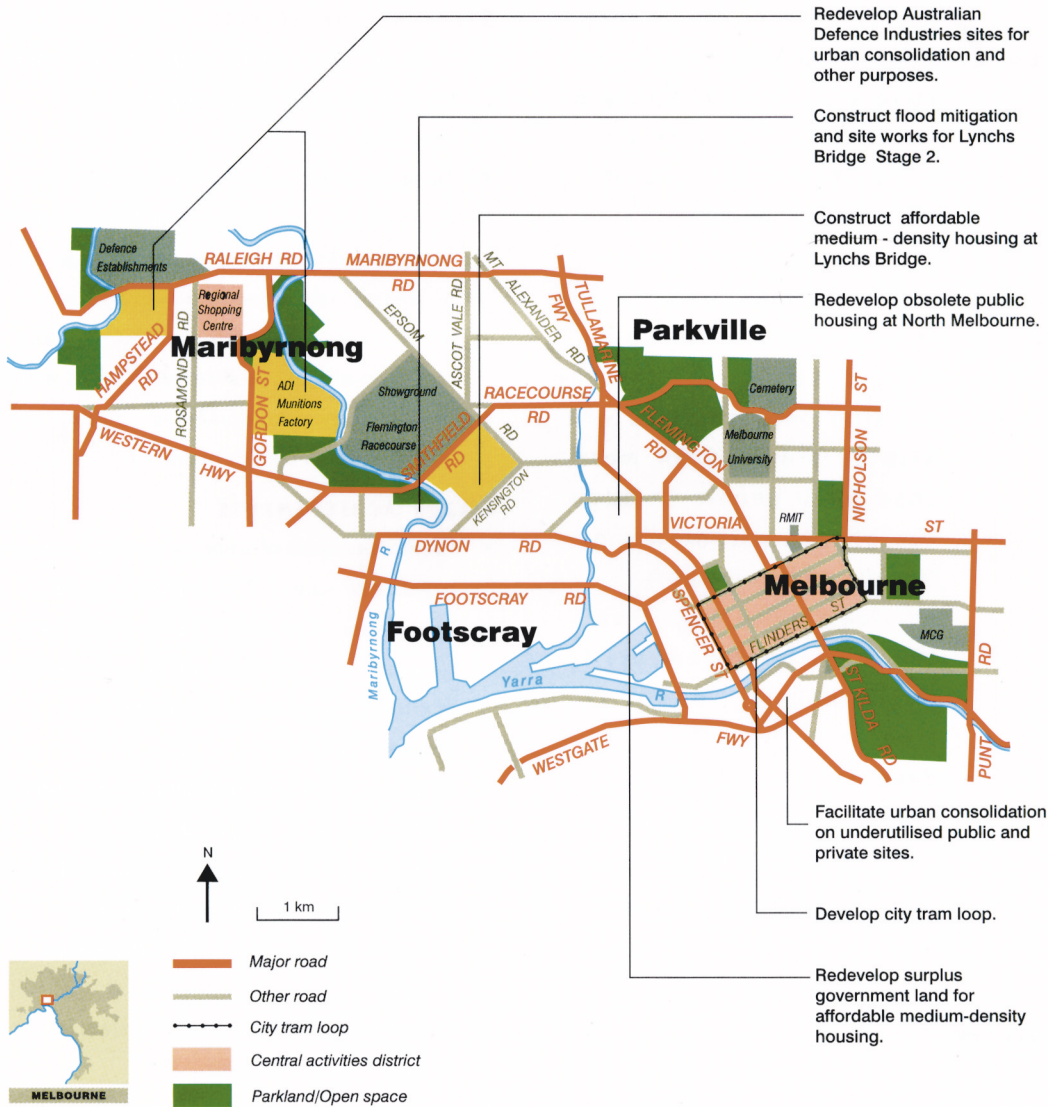 Redevelop Australian
Defence Industries sites for
urban consolidation and
other purposes.
Construct flood mitigation
and site works for Lynchs
Bridge Stage 2.
Construct affordable
medium - density housing at
Lynchs Bridge.
Redevelop obsolete public
housing at North Melbourne.
Defence
Establishments
RALEIGH RD
MARIBYRNONG
RD
MT ALEXANDER RD
TULLAMARINE
FWY
Regional
Shopping
Centre
EPSOM
RD
ASCOT VALE RD
Parkville
HAMPSTEAD
RD
ROSAMOND RD
Maribyrnong
GORDON ST
ADI
Munitions
Factory
Showground
Flemington
Racecourse
RACECOURSE
RD
SMITHFIELD
RD
FLEMINGTON
RD
Cemetery
Melbourne
University
NICHOLSON ST
WESTERN HWY
KENSINGTON
RD
VICTORIA ST
RMIT
DYNON RD
Melbourne
FOOTSCRAY RD
Footscray
SPENCER ST
FLINDERS ST
MCG
Maribyrnong R
Yarra R
ST KILDA RD
PUNT RD
WESTGATE FWY
Facilitate urban consolidation
on underutilised public and
private sites.
Develop city tram loop.
Redevelop surplus
government land for
affordable medium-density
housing.
N
1 km
Major road
Other road
City tram loop
Central activities district
Parkland/Open space
MELBOURNE